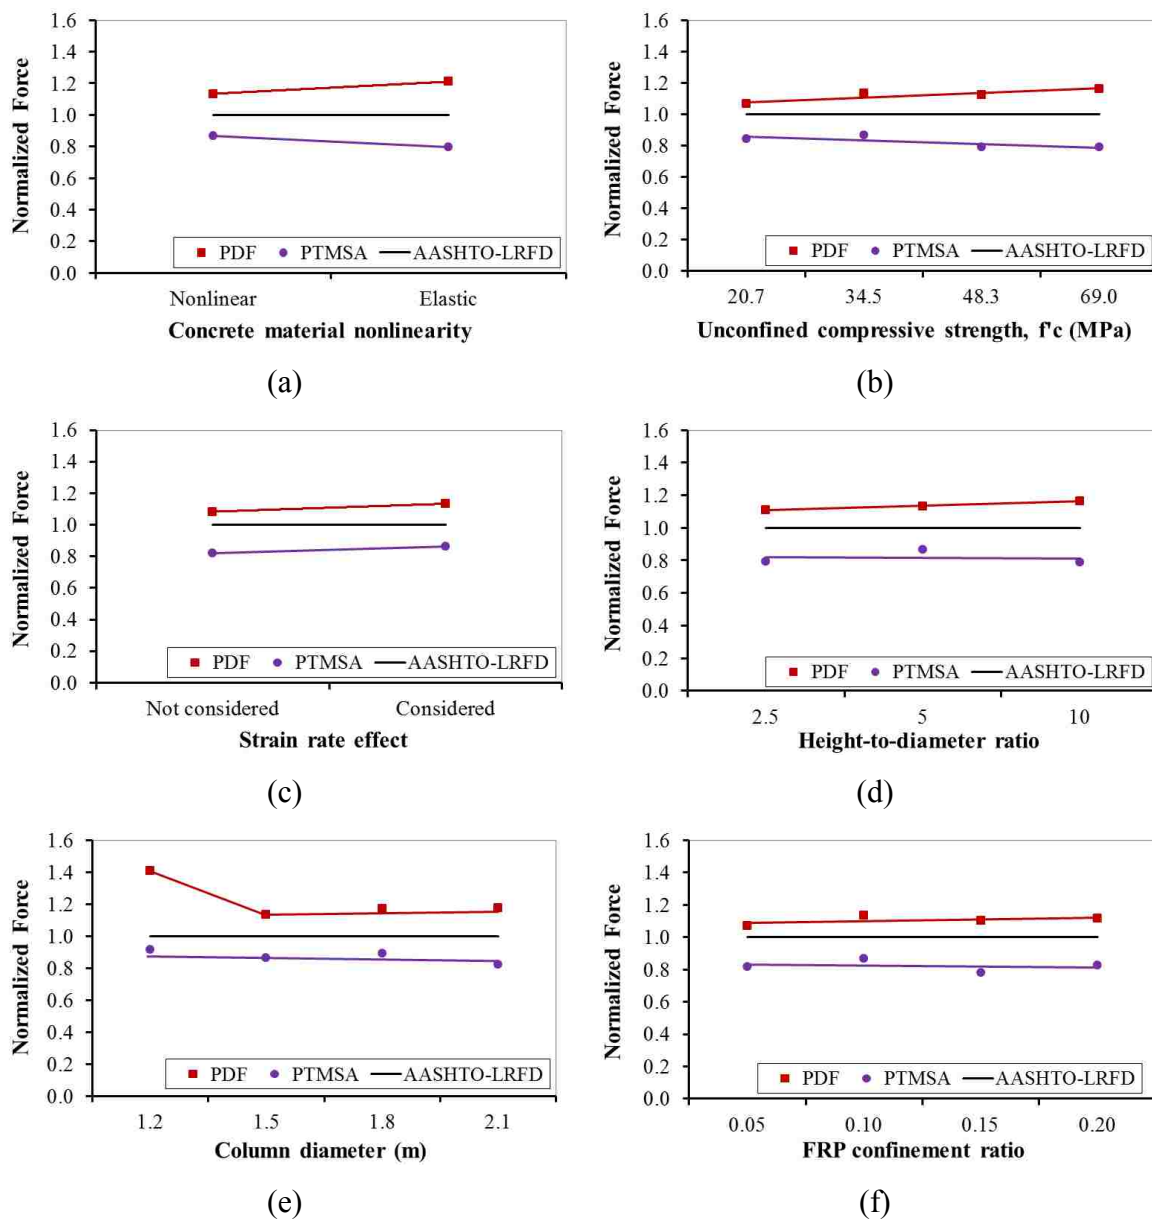 Normalized Force
1.6
1.4
1.2
1.0
0.8
0.6
0.4
0.2
0.0
PDF PTMSA AASHTO-LRFD
Nonlinear Elastic
Concrete material nonlinearity
(a)
Normalized Force
1.6
1.4
1.2
1.0
0.8
0.6
0.4
0.2
0.0
PDF PTMSA AASHTO-LRFD
20.7 34.5 48.3 69.0
Unconfined compressive strength, f'c (MPa)
(b)
Normalized Force
1.6
1.4
1.2
1.0
0.8
0.6
0.4
0.2
0.0
PDF PTMSA AASHTO-LRFD
Not considered Considered
Strain rate effect
(c)
Normalized Force
1.6
1.4
1.2
1.0
0.8
0.6
0.4
0.2
0.0
PDF PTMSA AASHTO-LRFD
2.5 5 10
Height-to-diameter ratio
(d)
Normalized Force
1.6
1.4
1.2
1.0
0.8
0.6
0.4
0.2
0.0
PDF PTMSA AASHTO-LRFD
1.2 1.5 1.8 2.1
Column diameter (m)
(e)
Normalized Force
1.6
1.4
1.2
1.0
0.8
0.6
0.4
0.2
0.0
PDF PTMSA AASHTO-LRFD
0.05 0.10 0.15 0.20
FRP confinement ratio
(f)